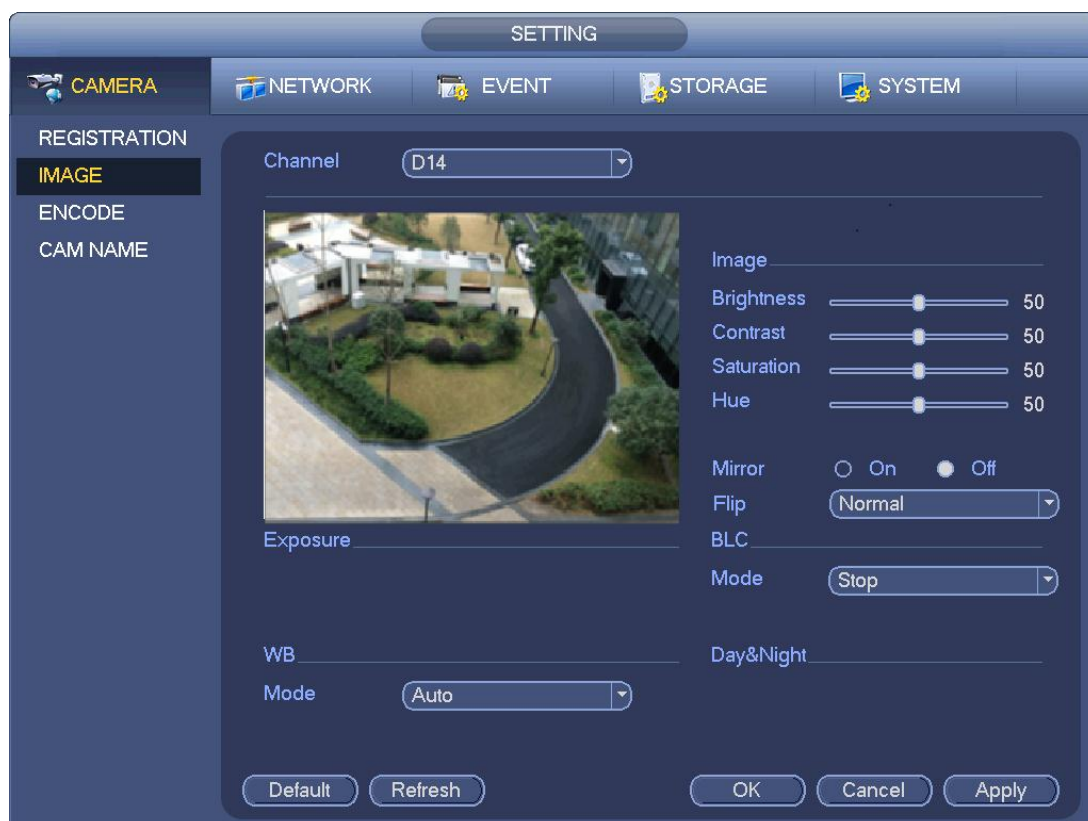 SETTING
CAMERA NETWORK EVENT STORAGE SYSTEM
REGISTRATION
IMAGE
ENCODE
CAM NAME
Channel D14
Image
Brightness 50
Contrast 50
Saturation 50
Hue 50
Mirror On Off
Flip Normal
Exposure BLC
Mode Stop
WB Day&Night
Mode Auto
Default Refresh OK Cancel Apply